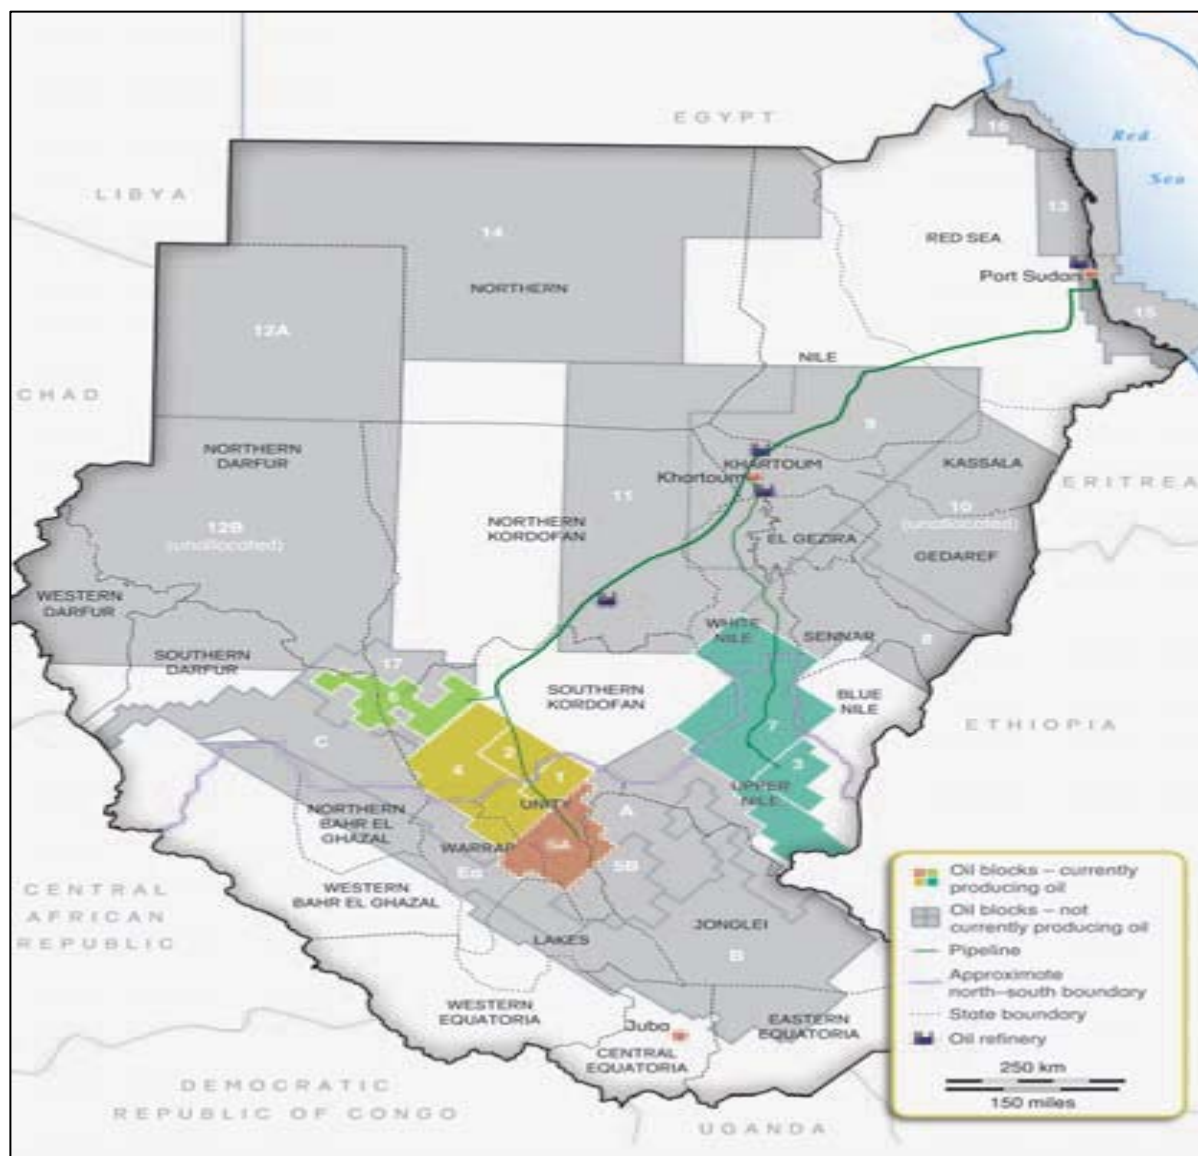 EGYPT
Red
Sea
LIBYA
16
13
RED SEA
14
Port Sudan
NORTHERN
15
12A
NILE
CHAD
9
NORTHERN
DARFUR
KHARTOUM
KASSALA
Khartoum
ERITREA
11
10
(unallocated)
12B
(unallocated)
NORTHERN
KORDOFAN
EL GEZIRA
GEDAREF
WESTERN
DARFUR
WHITE
NILE
SENNAR
8
SOUTHERN
DARFUR
17
6
SOUTHERN
KORDOFAN
BLUE
NILE
ETHIOPIA
7
C
2
4
1
3
UPPER
NILE
UNITY
A
NORTHERN
BAHR EL
GHAZAL
WARRAP
5A
5B
Ea
WESTERN
BAHR EL GHAZAL
CENTRAL
AFRICAN
REPUBLIC
JONGLEI
LAKES
B
WESTERN
EQUATORIA
EASTERN
EQUATORIA
Juba
CENTRAL
EQUATORIA
DEMOCRATIC
REPUBLIC OF CONGO
UGANDA
Oil blocks – currently
producing oil
Oil blocks – not
currently producing oil
Pipeline
Approximate
north–south boundary
State boundary
Oil refinery
250 km
150 miles